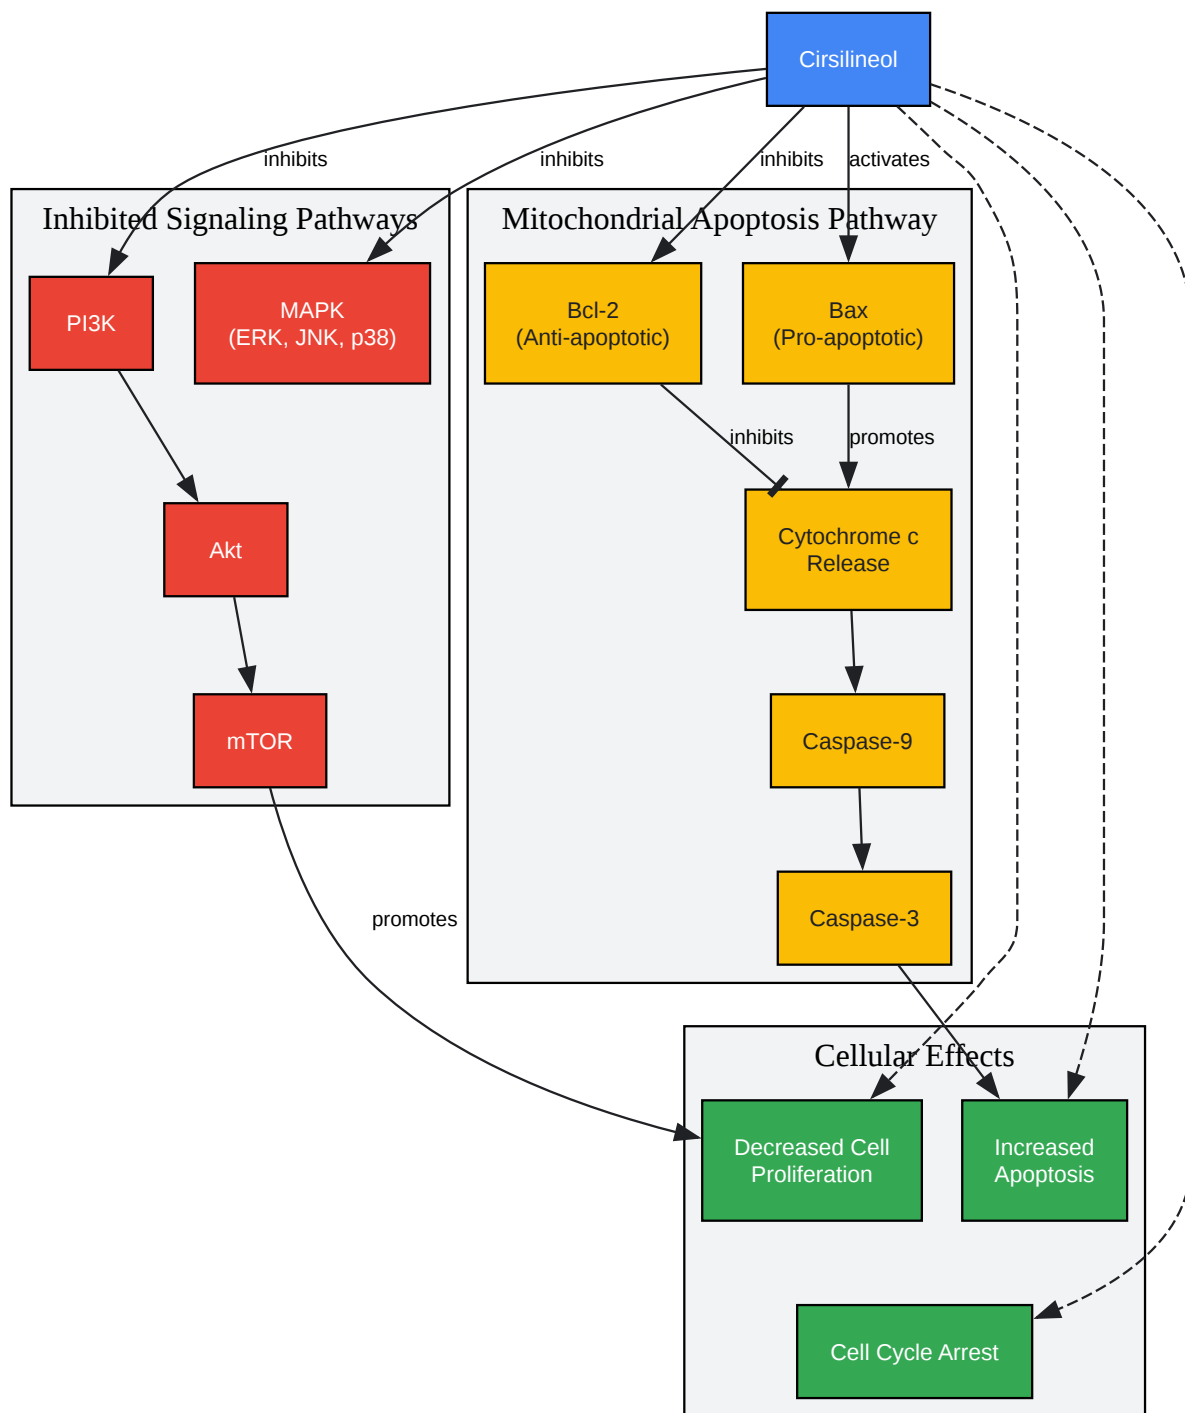 Cirsilineol
inhibits
inhibits
inhibits
activates
Inhibited Signaling Pathways
Mitochondrial Apoptosis Pathway
PI3K
MAPK
(ERK, JNK, p38)
Bcl-2
(Anti-apoptotic)
Bax
(Pro-apoptotic)
inhibits
promotes
Akt
Cytochrome c
Release
mTOR
Caspase-9
promotes
Caspase-3
Cellular Effects
Decreased Cell
Proliferation
Increased
Apoptosis
Cell Cycle Arrest